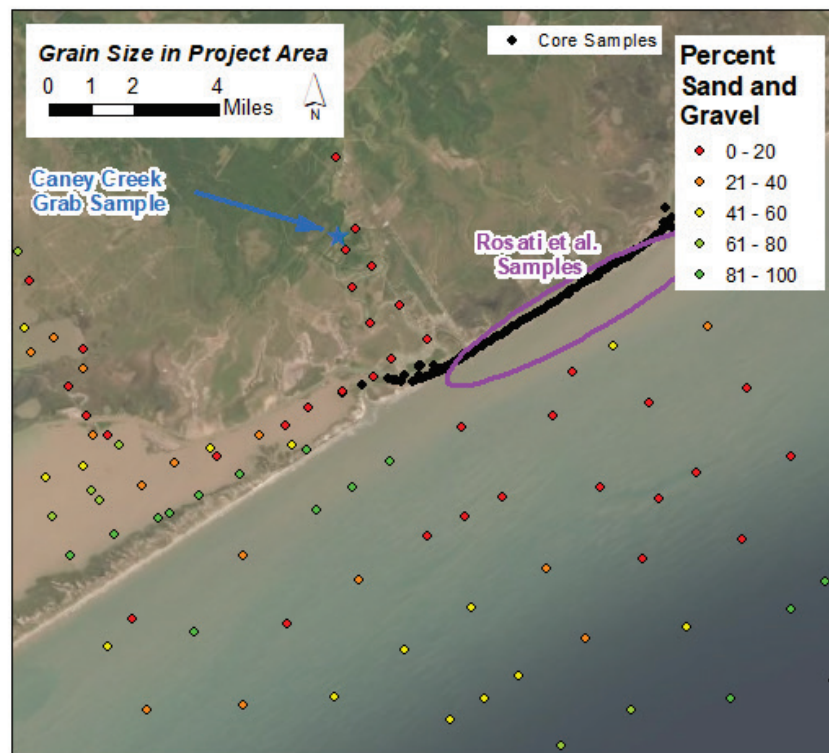 Grain Size in Project Area
0 1 2 4
Miles
N
Core Samples
Percent
Sand and
Gravel
0 - 20
21 - 40
41 - 60
61 - 80
81 - 100
Caney Creek
Grab Sample
Rosati et al.
Samples